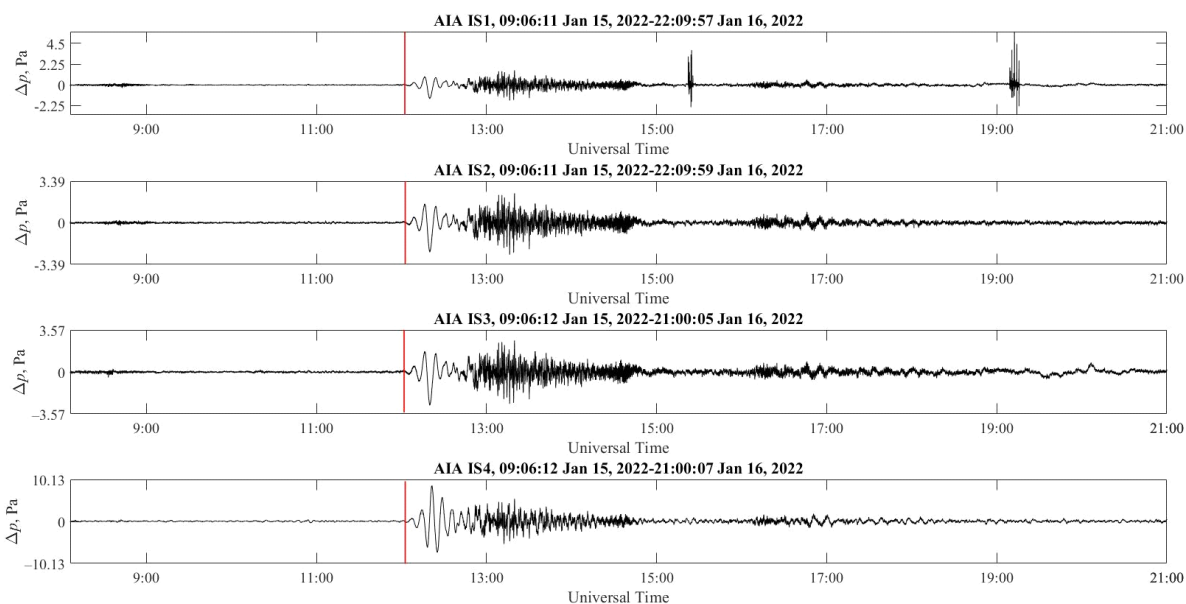 AIA IS1, 09:06:11 Jan 15, 2022-22:09:57 Jan 16, 2022
Δp, Pa
4.5
2.25
0
-2.25
9:00 11:00 13:00 15:00 17:00 19:00 21:00
Universal Time
AIA IS2, 09:06:11 Jan 15, 2022-22:09:59 Jan 16, 2022
Δp, Pa
3.39
0
-3.39
9:00 11:00 13:00 15:00 17:00 19:00 21:00
Universal Time
AIA IS3, 09:06:12 Jan 15, 2022-21:00:05 Jan 16, 2022
Δp, Pa
3.57
0
–3.57
9:00 11:00 13:00 15:00 17:00 19:00 21:00
Universal Time
AIA IS4, 09:06:12 Jan 15, 2022-21:00:07 Jan 16, 2022
Δp, Pa
10.13
0
–10.13
9:00 11:00 13:00 15:00 17:00 19:00 21:00
Universal Time